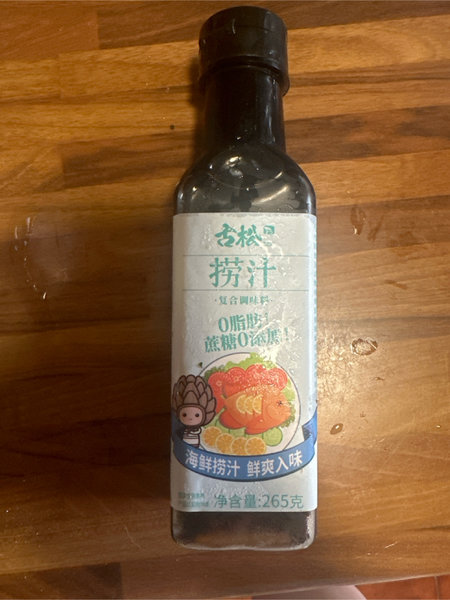 古松
捞汁
·复合调味料·
0脂肪!
蔗糖0添加!
海鲜捞汁 鲜爽入味
净含量:265克